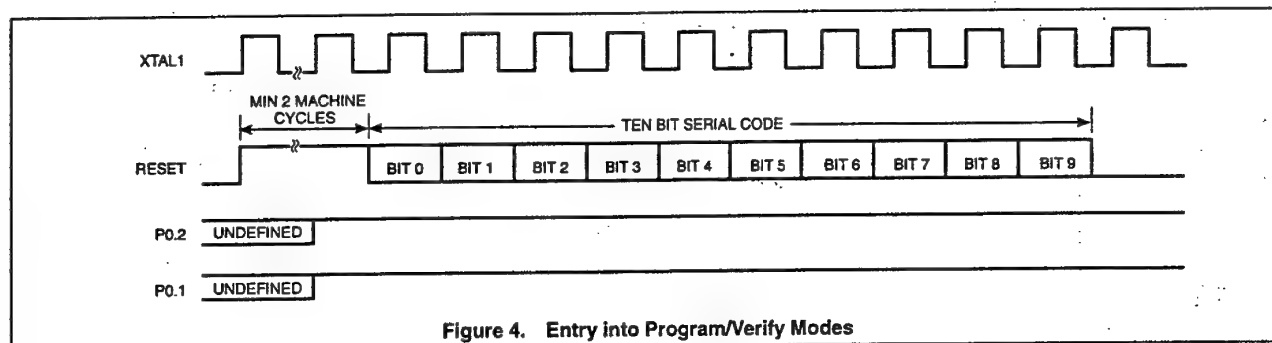 XTAL1
MIN 2 MACHINE
CYCLES
TEN BIT SERIAL CODE
RESET
BIT 0 BIT 1 BIT 2 BIT 3 BIT 4 BIT 5 BIT 6 BIT 7 BIT 8 BIT 9
P0.2 UNDEFINED
P0.1 UNDEFINED
Figure 4. Entry into Program/Verify Modes